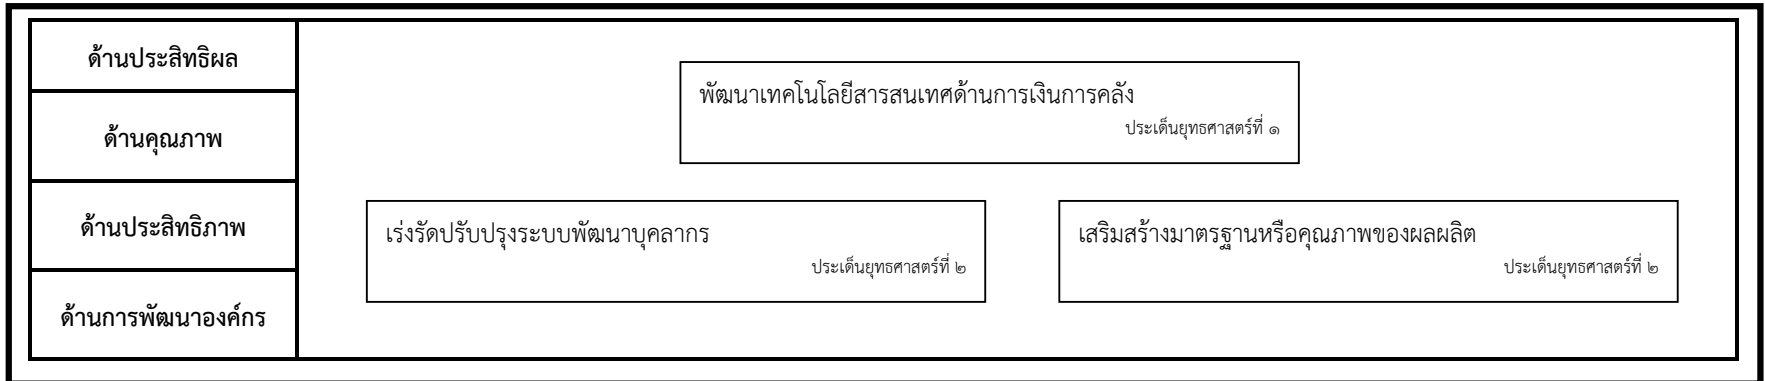 ด้านประสิทธิผล
ด้านคุณภาพ
ด้านประสิทธิภาพ
ด้านการพัฒนาองค์กร
พัฒนาเทคโนโลยีสารสนเทศด้านการเงินการคลัง
ประเด็นยุทธศาสตร์ที่ ๑
เร่งรัดปรับปรุงระบบพัฒนาบุคลากร
ประเด็นยุทธศาสตร์ที่ ๒
เสริมสร้างมาตรฐานหรือคุณภาพของผลผลิต
ประเด็นยุทธศาสตร์ที่ ๒